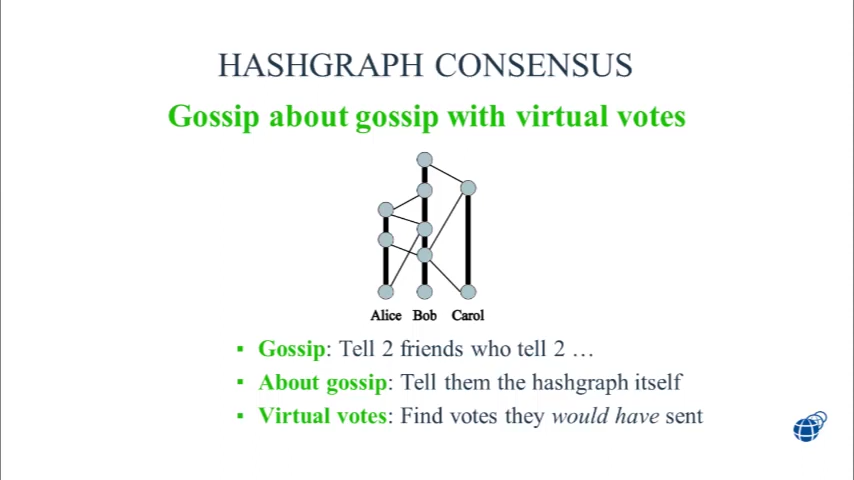 HASHGRAPH CONSENSUS
Gossip about gossip with virtual votes
Alice Bob Carol
▪ Gossip: Tell 2 friends who tell 2 …
▪ About gossip: Tell them the hashgraph itself
▪ Virtual votes: Find votes they would have sent